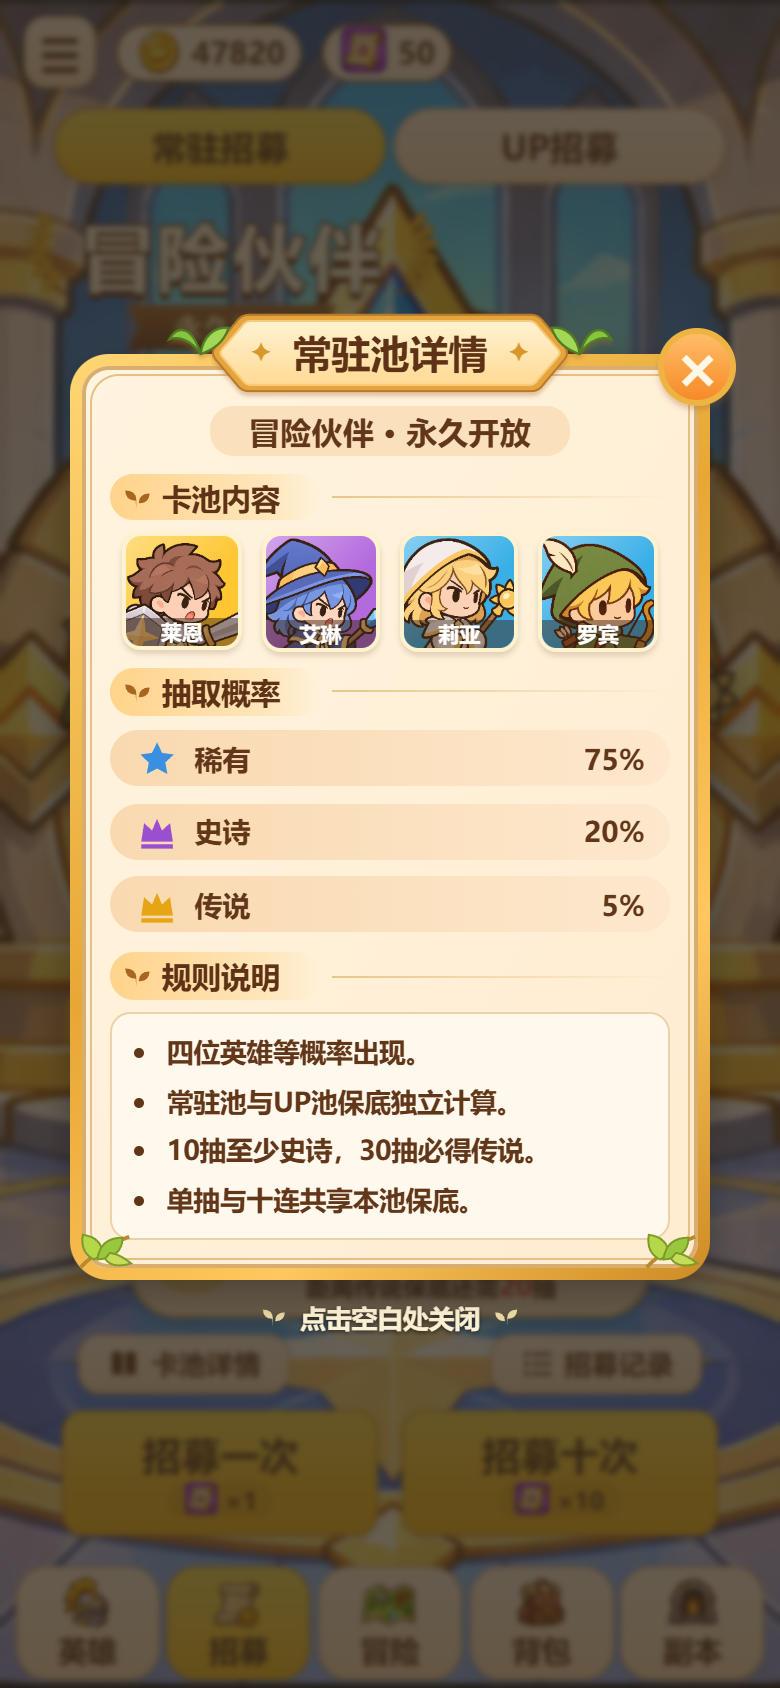 47820
50
常驻招募
UP招募
冒险伙伴
常驻池详情
冒险伙伴·永久开放
卡池内容
莱恩
艾琳
莉亚
罗宾
抽取概率
稀有
75%
史诗
20%
传说
5%
规则说明
• 四位英雄等概率出现。
• 常驻池与UP池保底独立计算。
• 10抽至少史诗，30抽必得传说。
• 单抽与十连共享本池保底。
点击空白处关闭
卡池详情
招募记录
招募一次
×1
招募十次
×10
英雄
招募
冒险
背包
副本